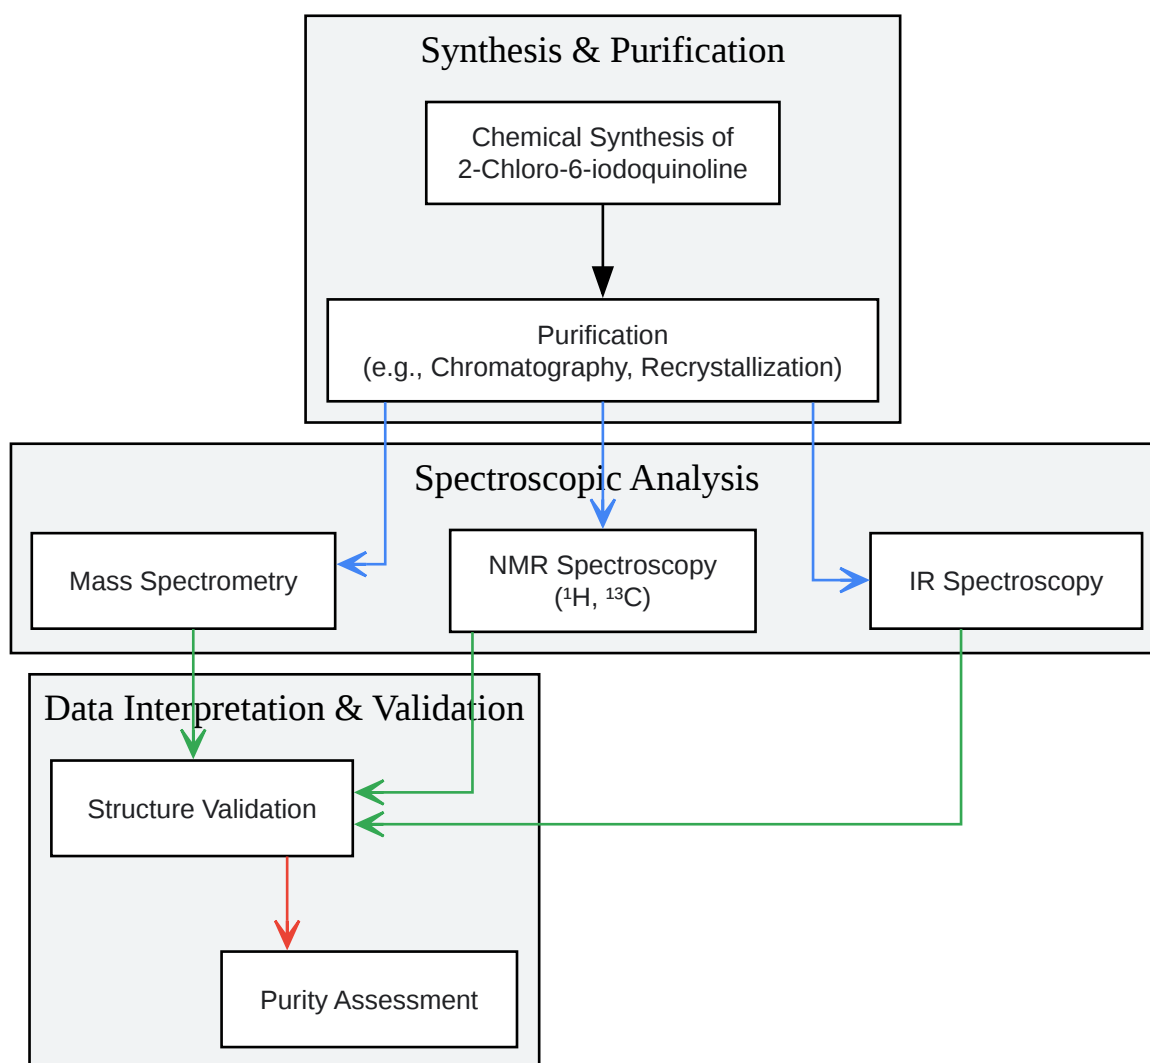 Synthesis & Purification
Chemical Synthesis of
2-Chloro-6-iodoquinoline
Purification
(e.g., Chromatography, Recrystallization)
Spectroscopic Analysis
Mass Spectrometry
NMR Spectroscopy
(¹H, ¹³C)
IR Spectroscopy
Data Interpretation & Validation
Structure Validation
Purity Assessment